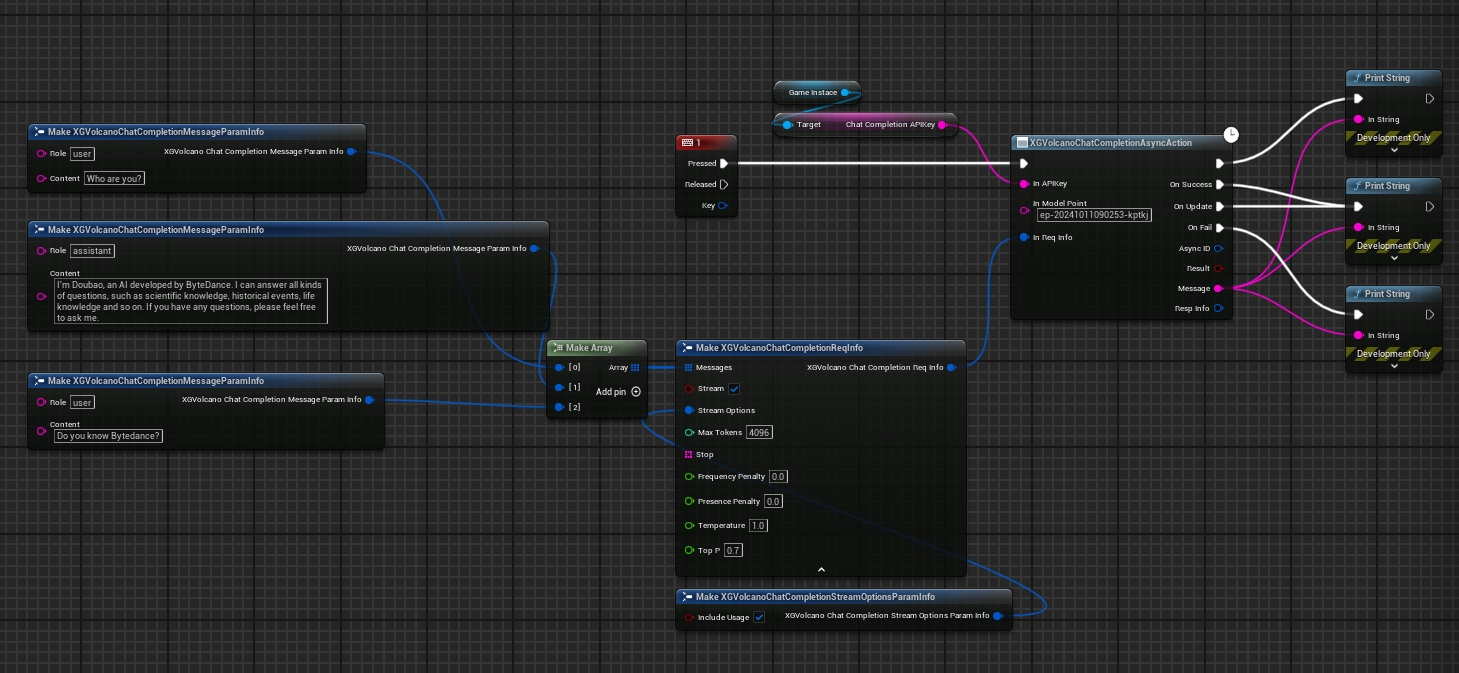 Make XGVolcanoChatCompletionMessageParamInfo
Role user
XGVolcano Chat Completion Message Param Info
Content Who are you?
Make XGVolcanoChatCompletionMessageParamInfo
Role assistant
XGVolcano Chat Completion Message Param Info
Content
I'm Doubao, an AI developed by ByteDance. I can answer all kinds
of questions, such as scientific knowledge, historical events, life
knowledge and so on. If you have any questions, please feel free
to ask me.
Make XGVolcanoChatCompletionMessageParamInfo
Role user
XGVolcano Chat Completion Message Param Info
Content
Do you know Bytedance?
Make Array
[0]
Array
[1]
Add pin
[2]
Game Instace
Target
Chat Completion APIKey
1
Pressed
Released
Key
Make XGVolcanoChatCompletionReqInfo
Messages
XGVolcano Chat Completion Req Info
Stream
Stream Options
Max Tokens 4096
Stop
Frequency Penalty 0.0
Presence Penalty 0.0
Temperature 1.0
Top P 0.7
Make XGVolcanoChatCompletionStreamOptionsParamInfo
Include Usage
XGVolcano Chat Completion Stream Options Param Info
XGVolcanoChatCompletionAsyncAction
In APIKey
On Success
In Model Point
ep-20241011090253-kptkj
On Update
On Fail
In Req Info
Async ID
Result
Message
Resp Info
Print String
In String
Development Only
Print String
In String
Development Only
Print String
In String
Development Only